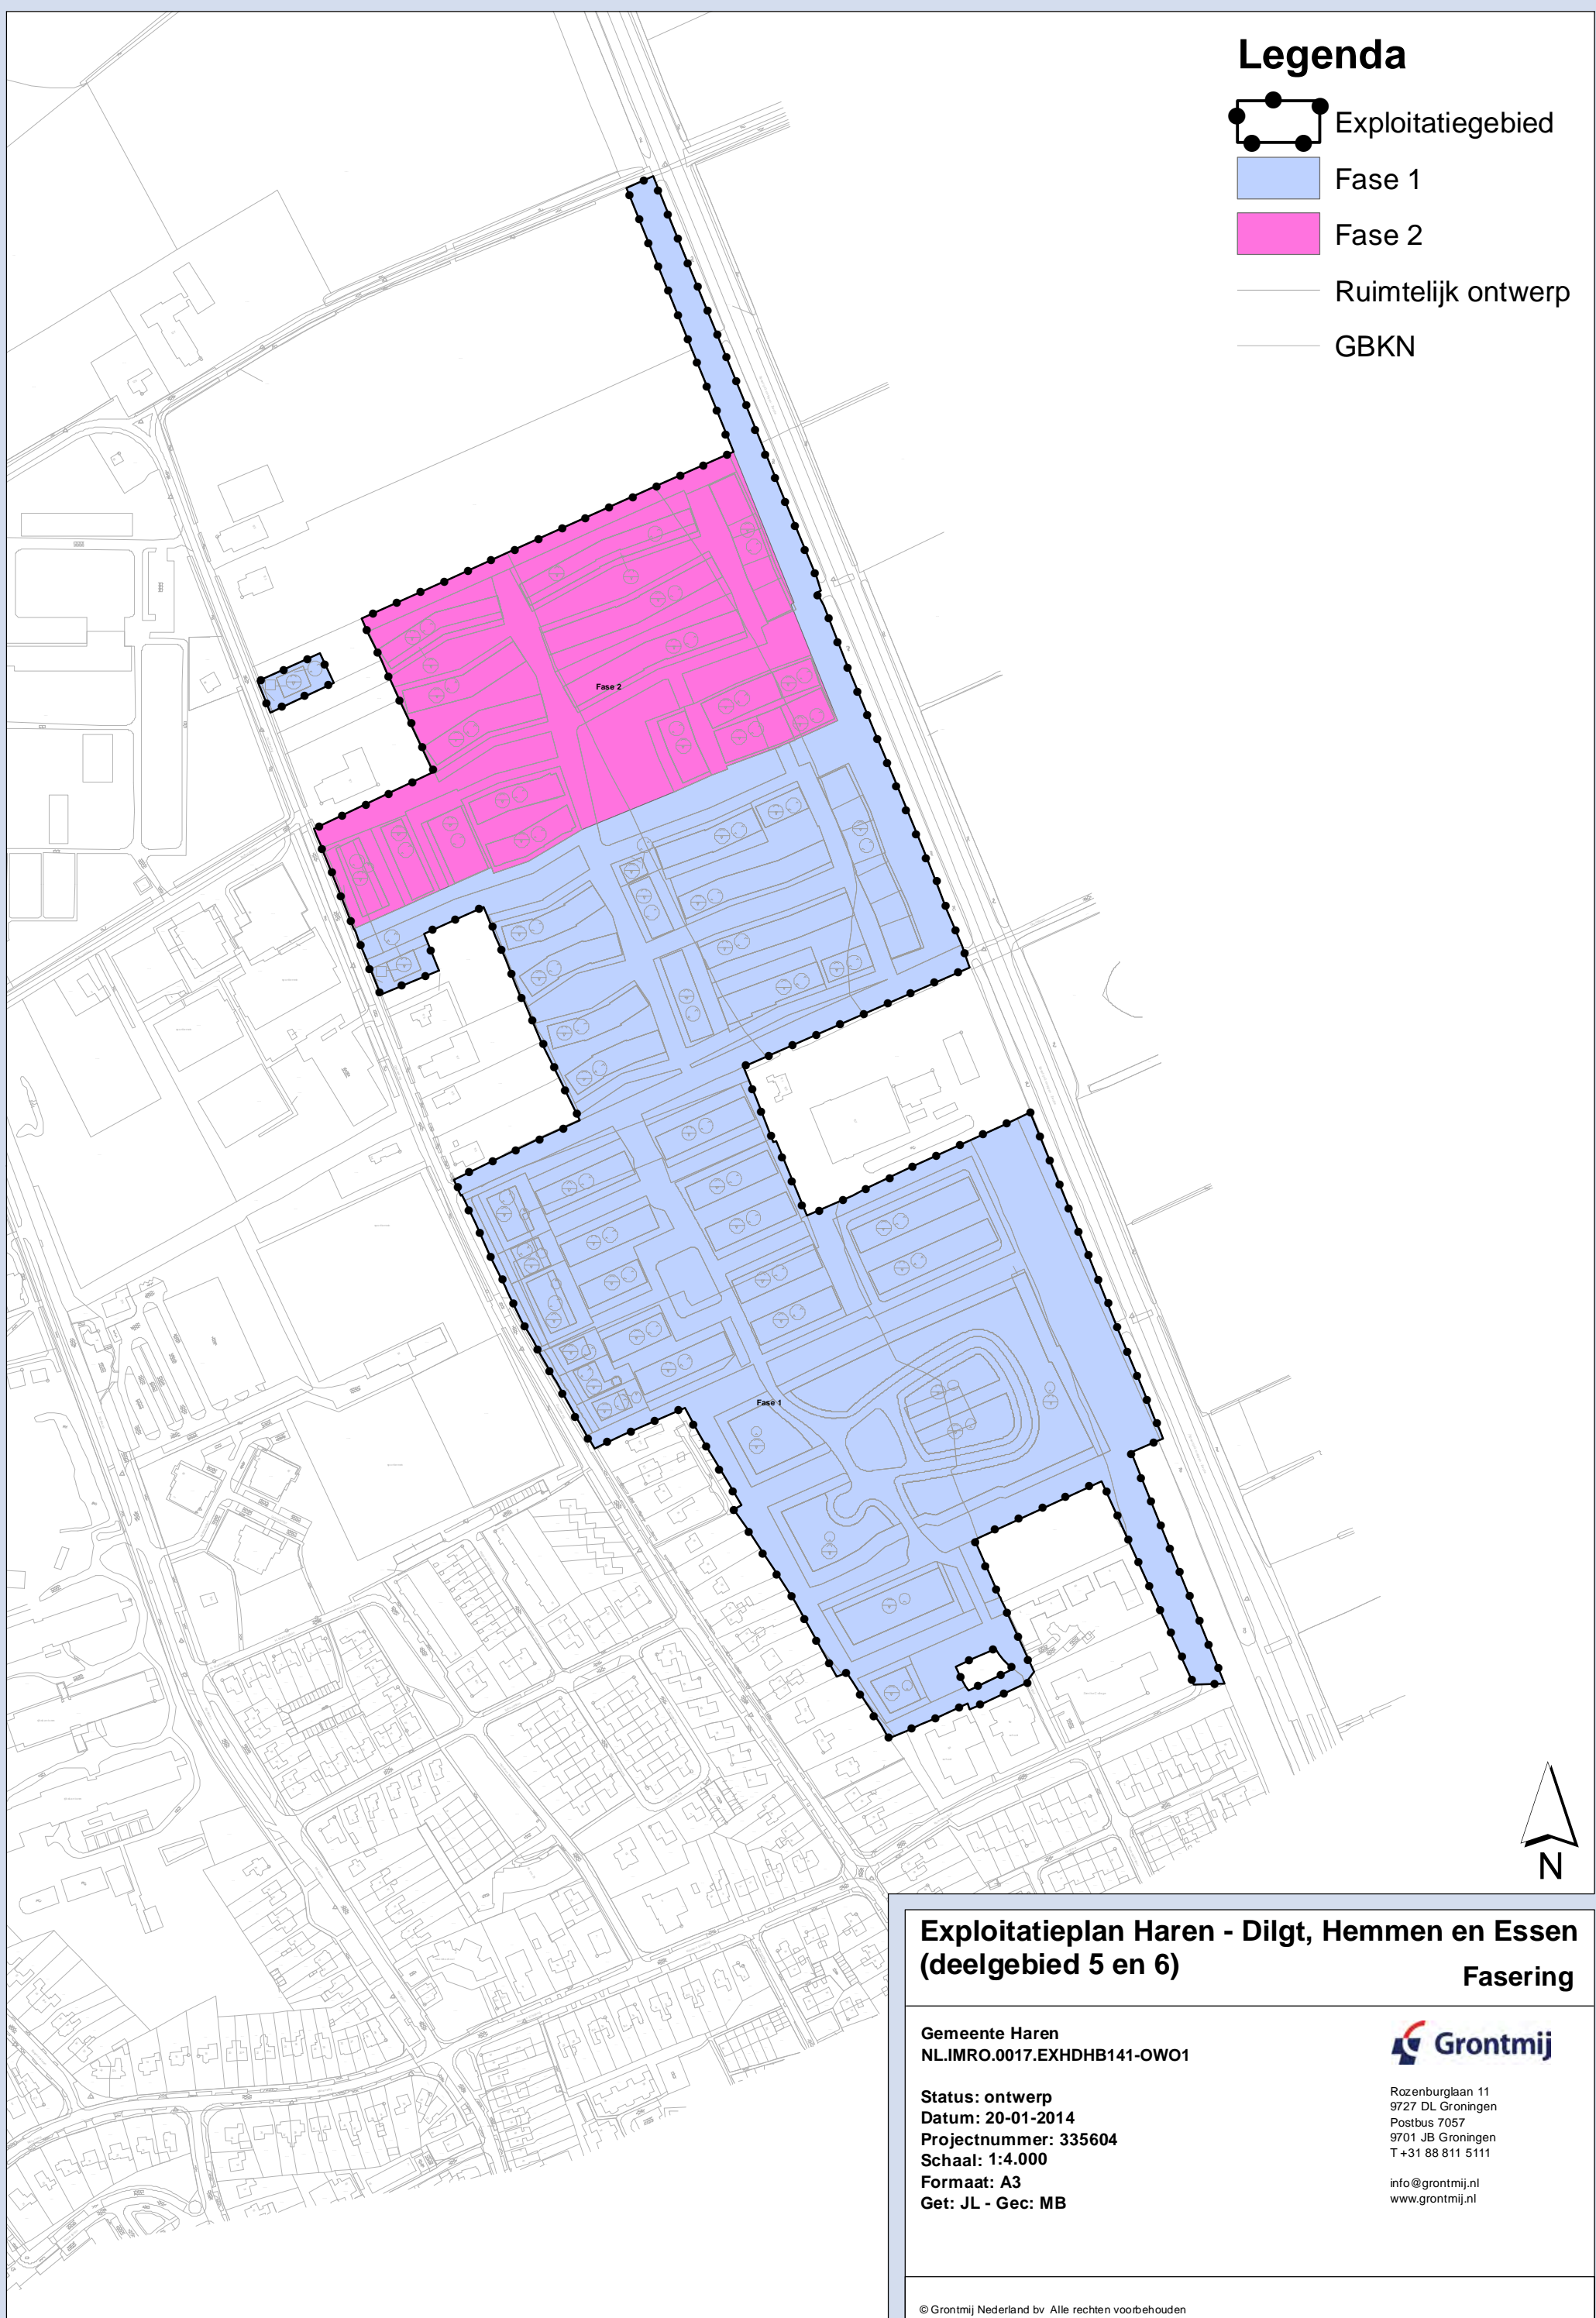 Legenda
Exploitatiegebied
Fase 1
Fase 2
Ruimtelijk ontwerp
GBKN
Fase 2
Fase 1
N
Exploitatieplan Haren - Dilgt, Hemmen en Essen
(deelgebied 5 en 6)
Fasering
Gemeente Haren
NL.IMRO.0017.EXHDHB141-OWO1
Status: ontwerp
Datum: 20-01-2014
Projectnummer: 335604
Schaal: 1:4.000
Formaat: A3
Get: JL - Gec: MB
Grontmij
Rozenburglaan 11
9727 DL Groningen
Postbus 7057
9701 JB Groningen
T +31 88 811 5111
info@grontmij.nl
www.grontmij.nl
© Grontmij Nederland bv Alle rechten voorbehouden